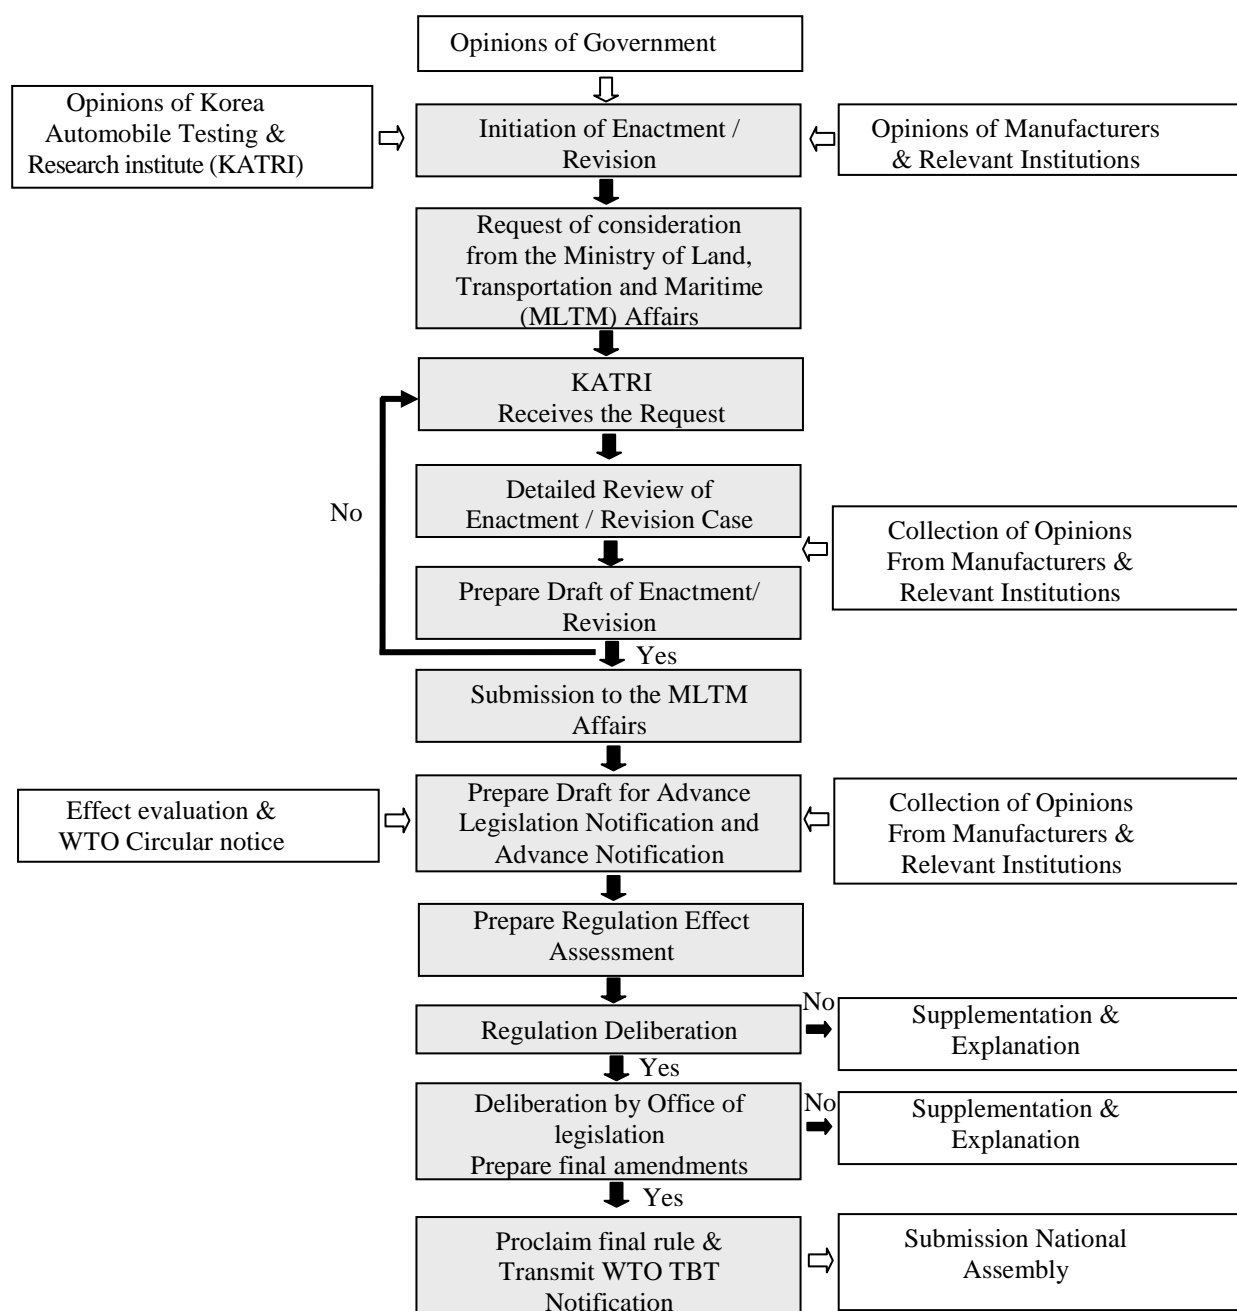 Opinions of Government
Opinions of Korea
Automobile Testing &
Research institute (KATRI)
Initiation of Enactment /
Revision
Opinions of Manufacturers
& Relevant Institutions
Request of consideration
from the Ministry of Land,
Transportation and Maritime
(MLTM) Affairs
KATRI
Receives the Request
Detailed Review of
Enactment / Revision Case
No
Collection of Opinions
From Manufacturers &
Relevant Institutions
Prepare Draft of Enactment/
Revision
Yes
Submission to the MLTM
Affairs
Effect evaluation &
WTO Circular notice
Prepare Draft for Advance
Legislation Notification and
Advance Notification
Collection of Opinions
From Manufacturers &
Relevant Institutions
Prepare Regulation Effect
Assessment
Regulation Deliberation
No
Supplementation &
Explanation
Yes
Deliberation by Office of
legislation
Prepare final amendments
No
Supplementation &
Explanation
Yes
Proclaim final rule &
Transmit WTO TBT
Notification
Submission National
Assembly